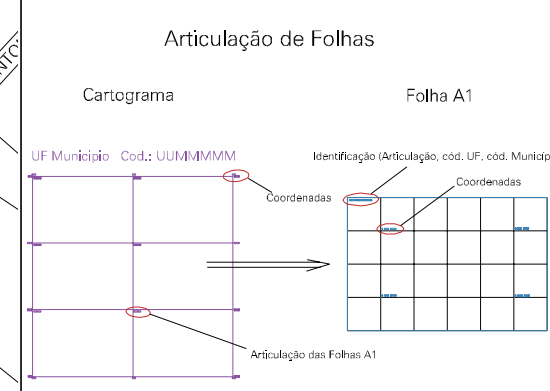 Articulação de Folhas
Cartograma
Folha A1
UF Municipio Cod.: UUMMMMM
Identificação (Articulação, cód. UF, cód. Municíp
Coordenadas
Coordenadas
Articulação das Folhas A1